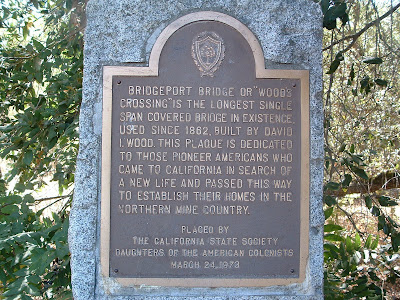 BRIDGEPORT BRIDGE OR "WOOD'S
CROSSING" IS THE LONGEST SINGLE
SPAN COVERED BRIDGE IN EXISTENCE.
USED SINCE 1862, BUILT BY DAVID
I. WOOD. THIS PLAQUE IS DEDICATED
TO THOSE PIONEER AMERICANS WHO
CAME TO CALIFORNIA IN SEARCH OF
A NEW LIFE AND PASSED THIS WAY
TO ESTABLISH THEIR HOMES IN THE
NORTHERN MINE COUNTRY.
PLACED BY
THE CALIFORNIA STATE SOCIETY
DAUGHTERS OF THE AMERICAN COLONISTS
MARCH 24, 1973